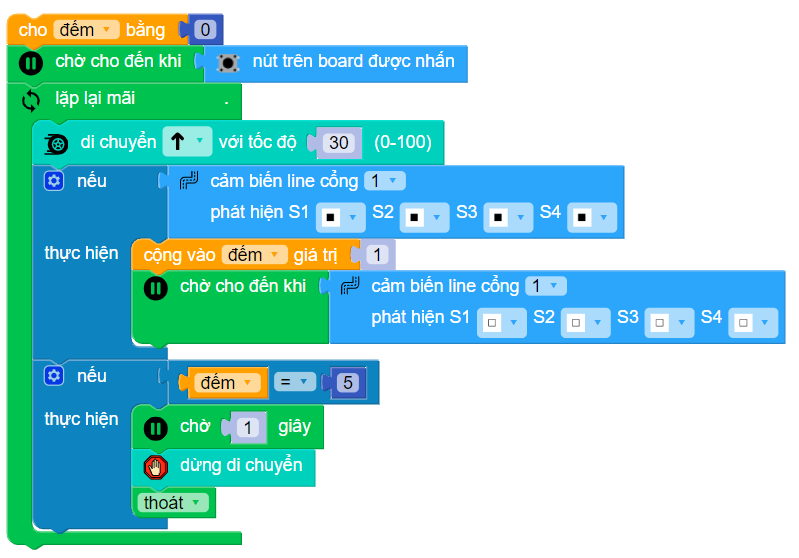 cho đếm bằng 0
chờ cho đến khi nút trên board được nhấn
lặp lại mãi .
di chuyển với tốc độ 30 (0-100)
nếu cảm biến line cổng 1
phát hiện S1 S2 S3 S4
thực hiện cộng vào đếm giá trị 1
chờ cho đến khi cảm biến line cổng 1
phát hiện S1 S2 S3 S4
nếu đếm = 5
thực hiện chờ 1 giây
dừng di chuyển
thoát